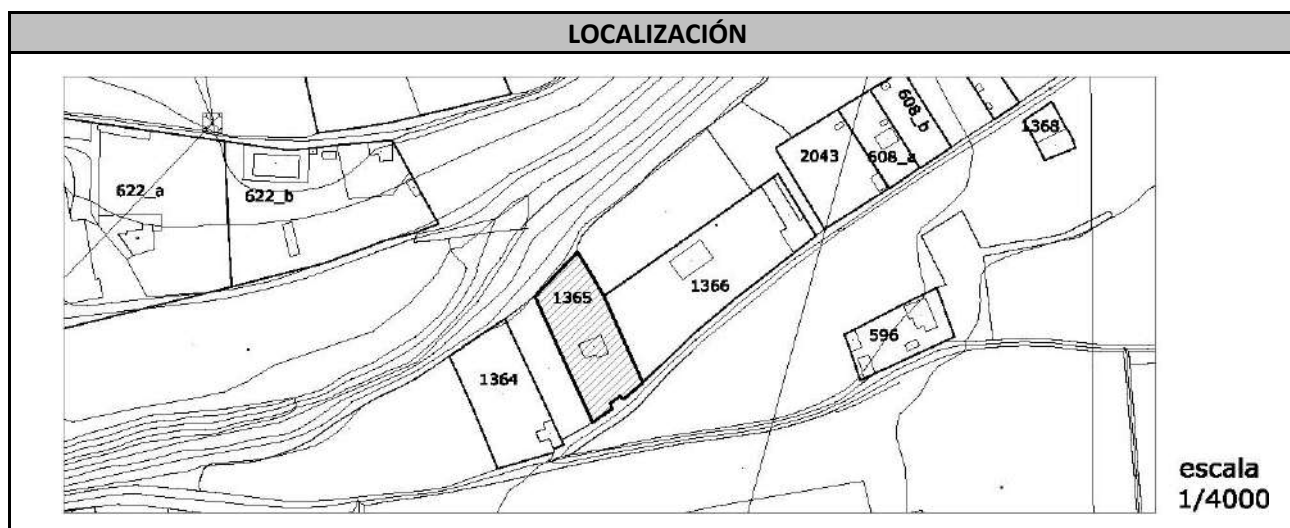 LOCALIZACIÓN
608_b
1368
2043
608_a
622_a
622_b
1365
1366
596
1364
escala
1/4000